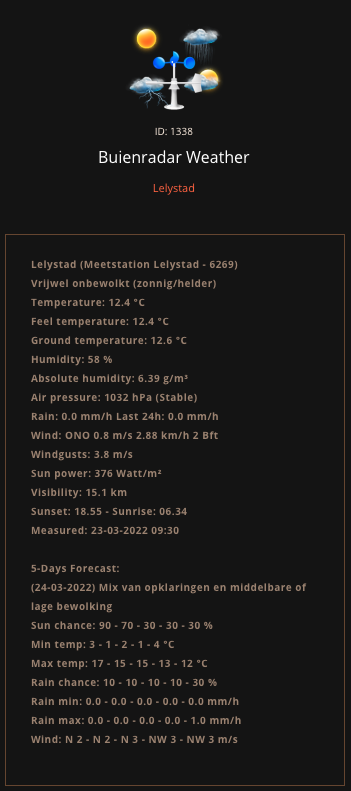 ID: 1338
Buienradar Weather
Lelystad
Lelystad (Meetstation Lelystad - 6269)
Vrijwel onbewolkt (zonnig/helder)
Temperature: 12.4 °C
Feel temperature: 12.4 °C
Ground temperature: 12.6 °C
Humidity: 58 %
Absolute humidity: 6.39 g/m³
Air pressure: 1032 hPa (Stable)
Rain: 0.0 mm/h Last 24h: 0.0 mm/h
Wind: ONO 0.8 m/s 2.88 km/h 2 Bft
Windgusts: 3.8 m/s
Sun power: 376 Watt/m²
Visibility: 15.1 km
Sunset: 18.55 - Sunrise: 06.34
Measured: 23-03-2022 09:30
5-Days Forecast:
(24-03-2022) Mix van opklaringen en middelbare of
lage bewolking
Sun chance: 90 - 70 - 30 - 30 - 30 %
Min temp: 3 - 1 - 2 - 1 - 4 °C
Max temp: 17 - 15 - 15 - 13 - 12 °C
Rain chance: 10 - 10 - 10 - 10 - 30 %
Rain min: 0.0 - 0.0 - 0.0 - 0.0 - 0.0 mm/h
Rain max: 0.0 - 0.0 - 0.0 - 0.0 - 1.0 mm/h
Wind: N 2 - N 2 - N 3 - NW 3 - NW 3 m/s